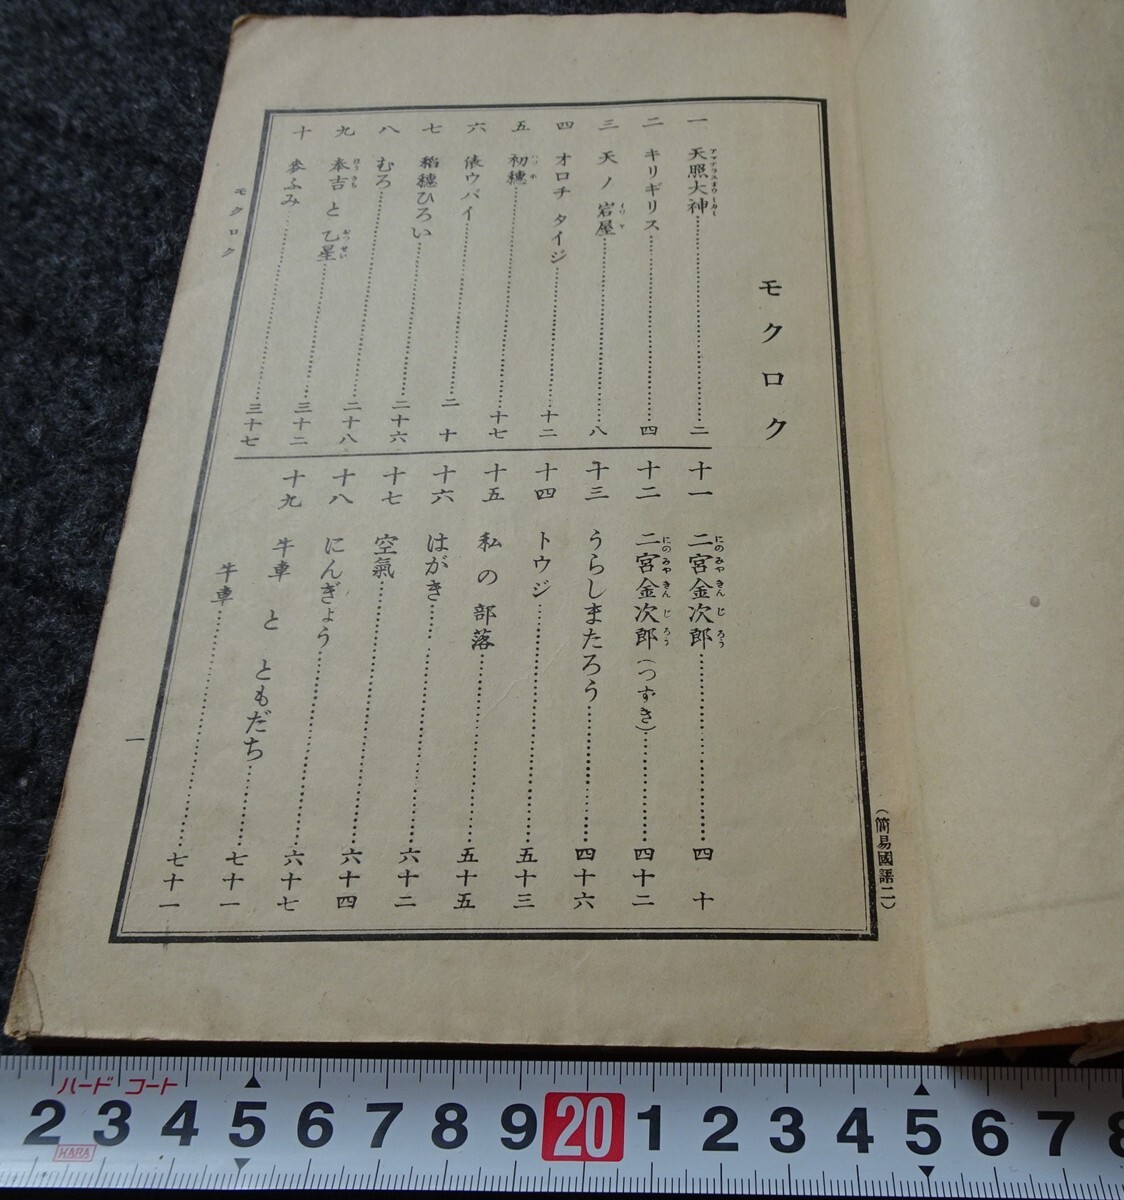 モクロク
一 天照大神 二
二 キリギリス 四
三 天ノ岩屋 八
四 オロチ タイジ 十二
五 初穗 十七
六 俵ウバイ 二十
七 稻穗ひろい 二十六
八 むろ 二十八
九 奉吉と乙星 三十二
十 麥ふみ 三十七
十一 二宮金次郎 四十
十二 二宮金次郎(つずき) 四十二
十三 うらしまたろう 四十六
十四 トウジ 五十三
十五 私の部落 五十五
十六 はがき 六十二
十七 空氣 六十四
十八 にんぎょう 六十七
十九 牛車 と ともだち 七十一
牛車 七十一
モクロク
一
(簡易國語二)
ハード コート
2 3 4 5 6 7 8 9 20 1 2 3 4 5 6 7 8
HARA